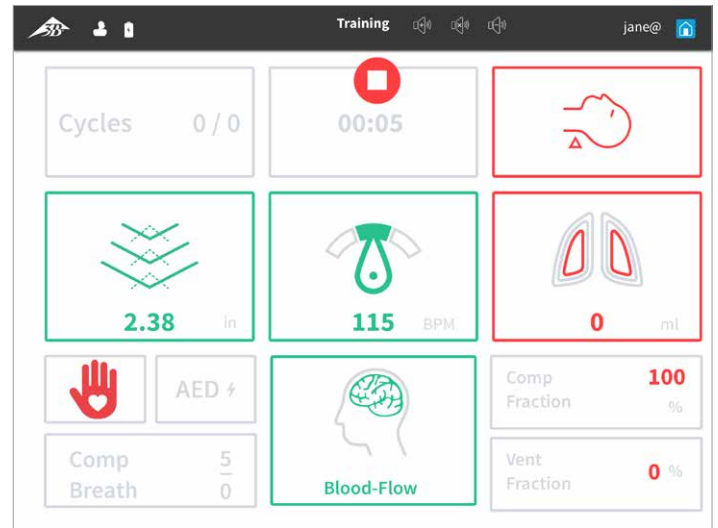 3B
Training
jane@
Cycles 0 / 0
00:05
2.38 in
115 BPM
0 ml
AED
Comp 5
Breath 0
Blood-Flow
Comp 100
Fraction %
Vent
Fraction 0 %